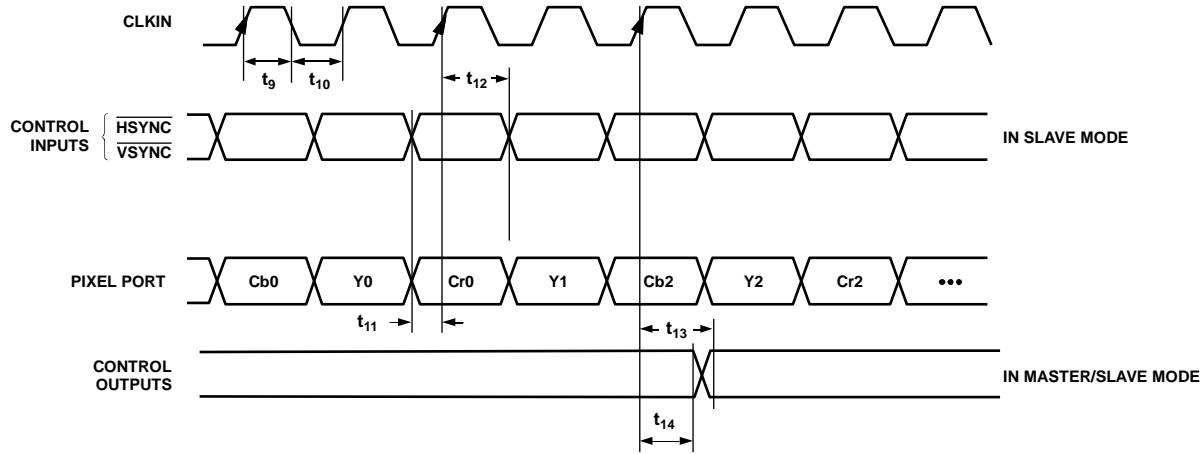 CLKIN
t9
t10
t12
CONTROL INPUTS
HSYNC
VSYNC
IN SLAVE MODE
PIXEL PORT
Cb0
Y0
Cr0
Y1
Cb2
Y2
Cr2
•••
t11
t13
CONTROL OUTPUTS
IN MASTER/SLAVE MODE
t14